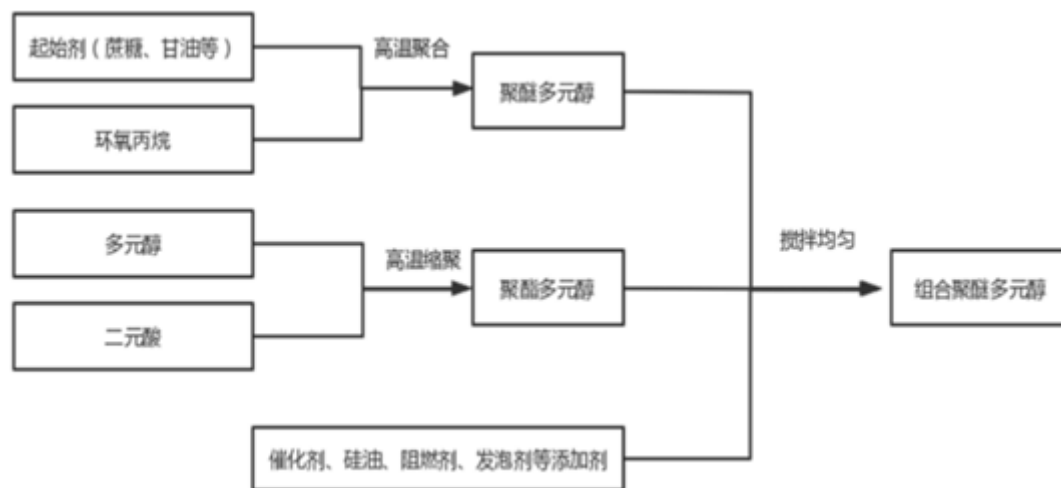 起始剂（蔗糖、甘油等）
高温聚合
聚醚多元醇
环氧丙烷
多元醇
高温缩聚
聚酯多元醇
搅拌均匀
组合聚醚多元醇
二元酸
催化剂、硅油、阻燃剂、发泡剂等添加剂